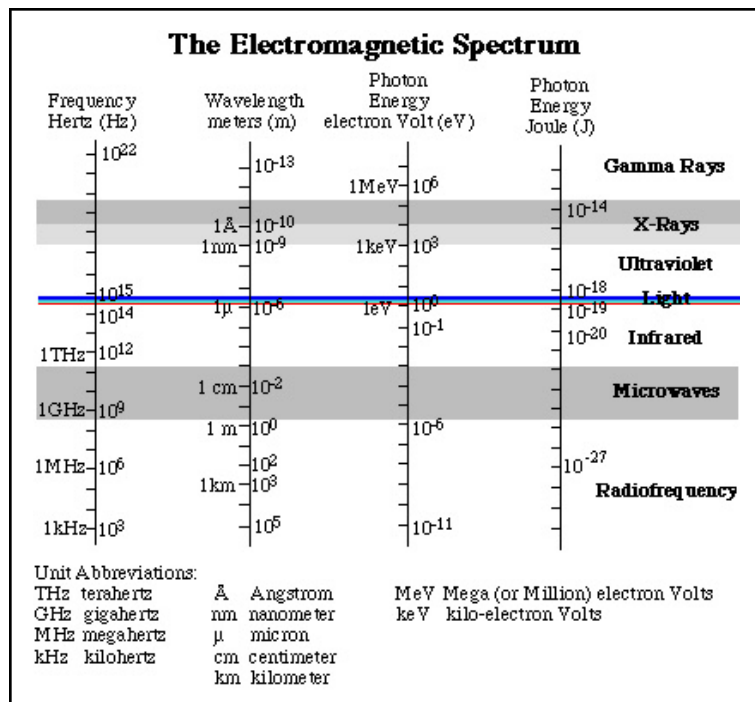 The Electromagnetic Spectrum
Frequency
Hertz (Hz)
Wavelength
meters (m)
Photon
Energy
electron Volt (eV)
Photon
Energy
Joule (J)
10²²
10¹⁵
10¹⁴
1THz 10¹²
1GHz 10⁹
1MHz 10⁶
1kHz 10³
10⁻¹³
1Å 10⁻¹⁰
1nm 10⁻⁹
1μ 10⁻⁶
1 cm 10⁻²
1 m 10⁰
10²
1km 10³
10⁵
1MeV 10⁶
1keV 10³
1eV 10⁰
10⁻¹
10⁻⁶
10⁻¹¹
10⁻¹⁴
10⁻¹⁸
10⁻¹⁹
10⁻²⁰
10⁻²⁷
Gamma Rays
X-Rays
Ultraviolet
Light
Infrared
Microwaves
Radiofrequency
Unit Abbreviations:
THz terahertz
GHz gigahertz
MHz megahertz
kHz kilohertz
Å Angstrom
nm nanometer
μ micron
cm centimeter
km kilometer
MeV Mega (or Million) electron Volts
keV kilo-electron Volts